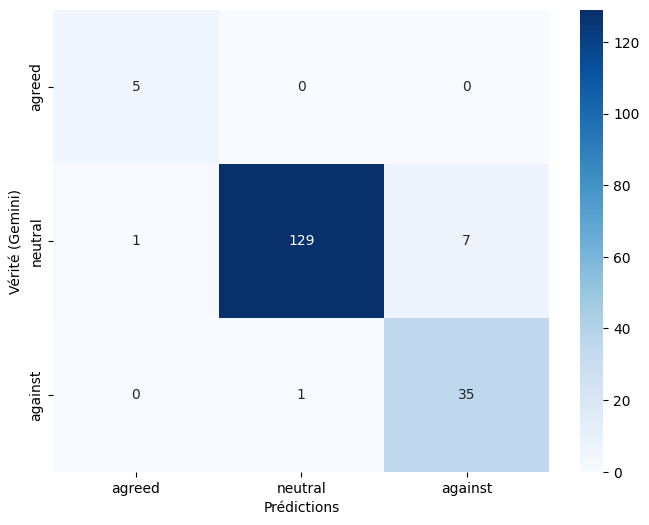 agreed 5 0 0
neutral 1 129 7
against 0 1 35
Vérité (Gemini)
agreed neutral against
Prédictions
120
100
80
60
40
20
0